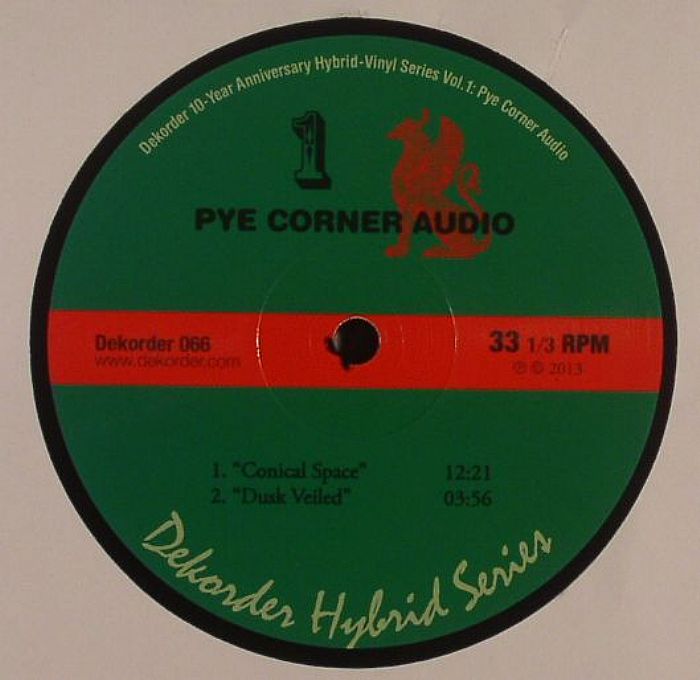 Dekorder 10-Year Anniversary Hybrid-Vinyl Series Vol.1: Pye Corner Audio
1
PYE CORNER AUDIO
Dekorder 066
www.dekorder.com
33 1/3 RPM
℗ © 2013
1. "Conical Space" 12:21
2. "Dusk Veiled" 03:56
Dekorder Hybrid Series